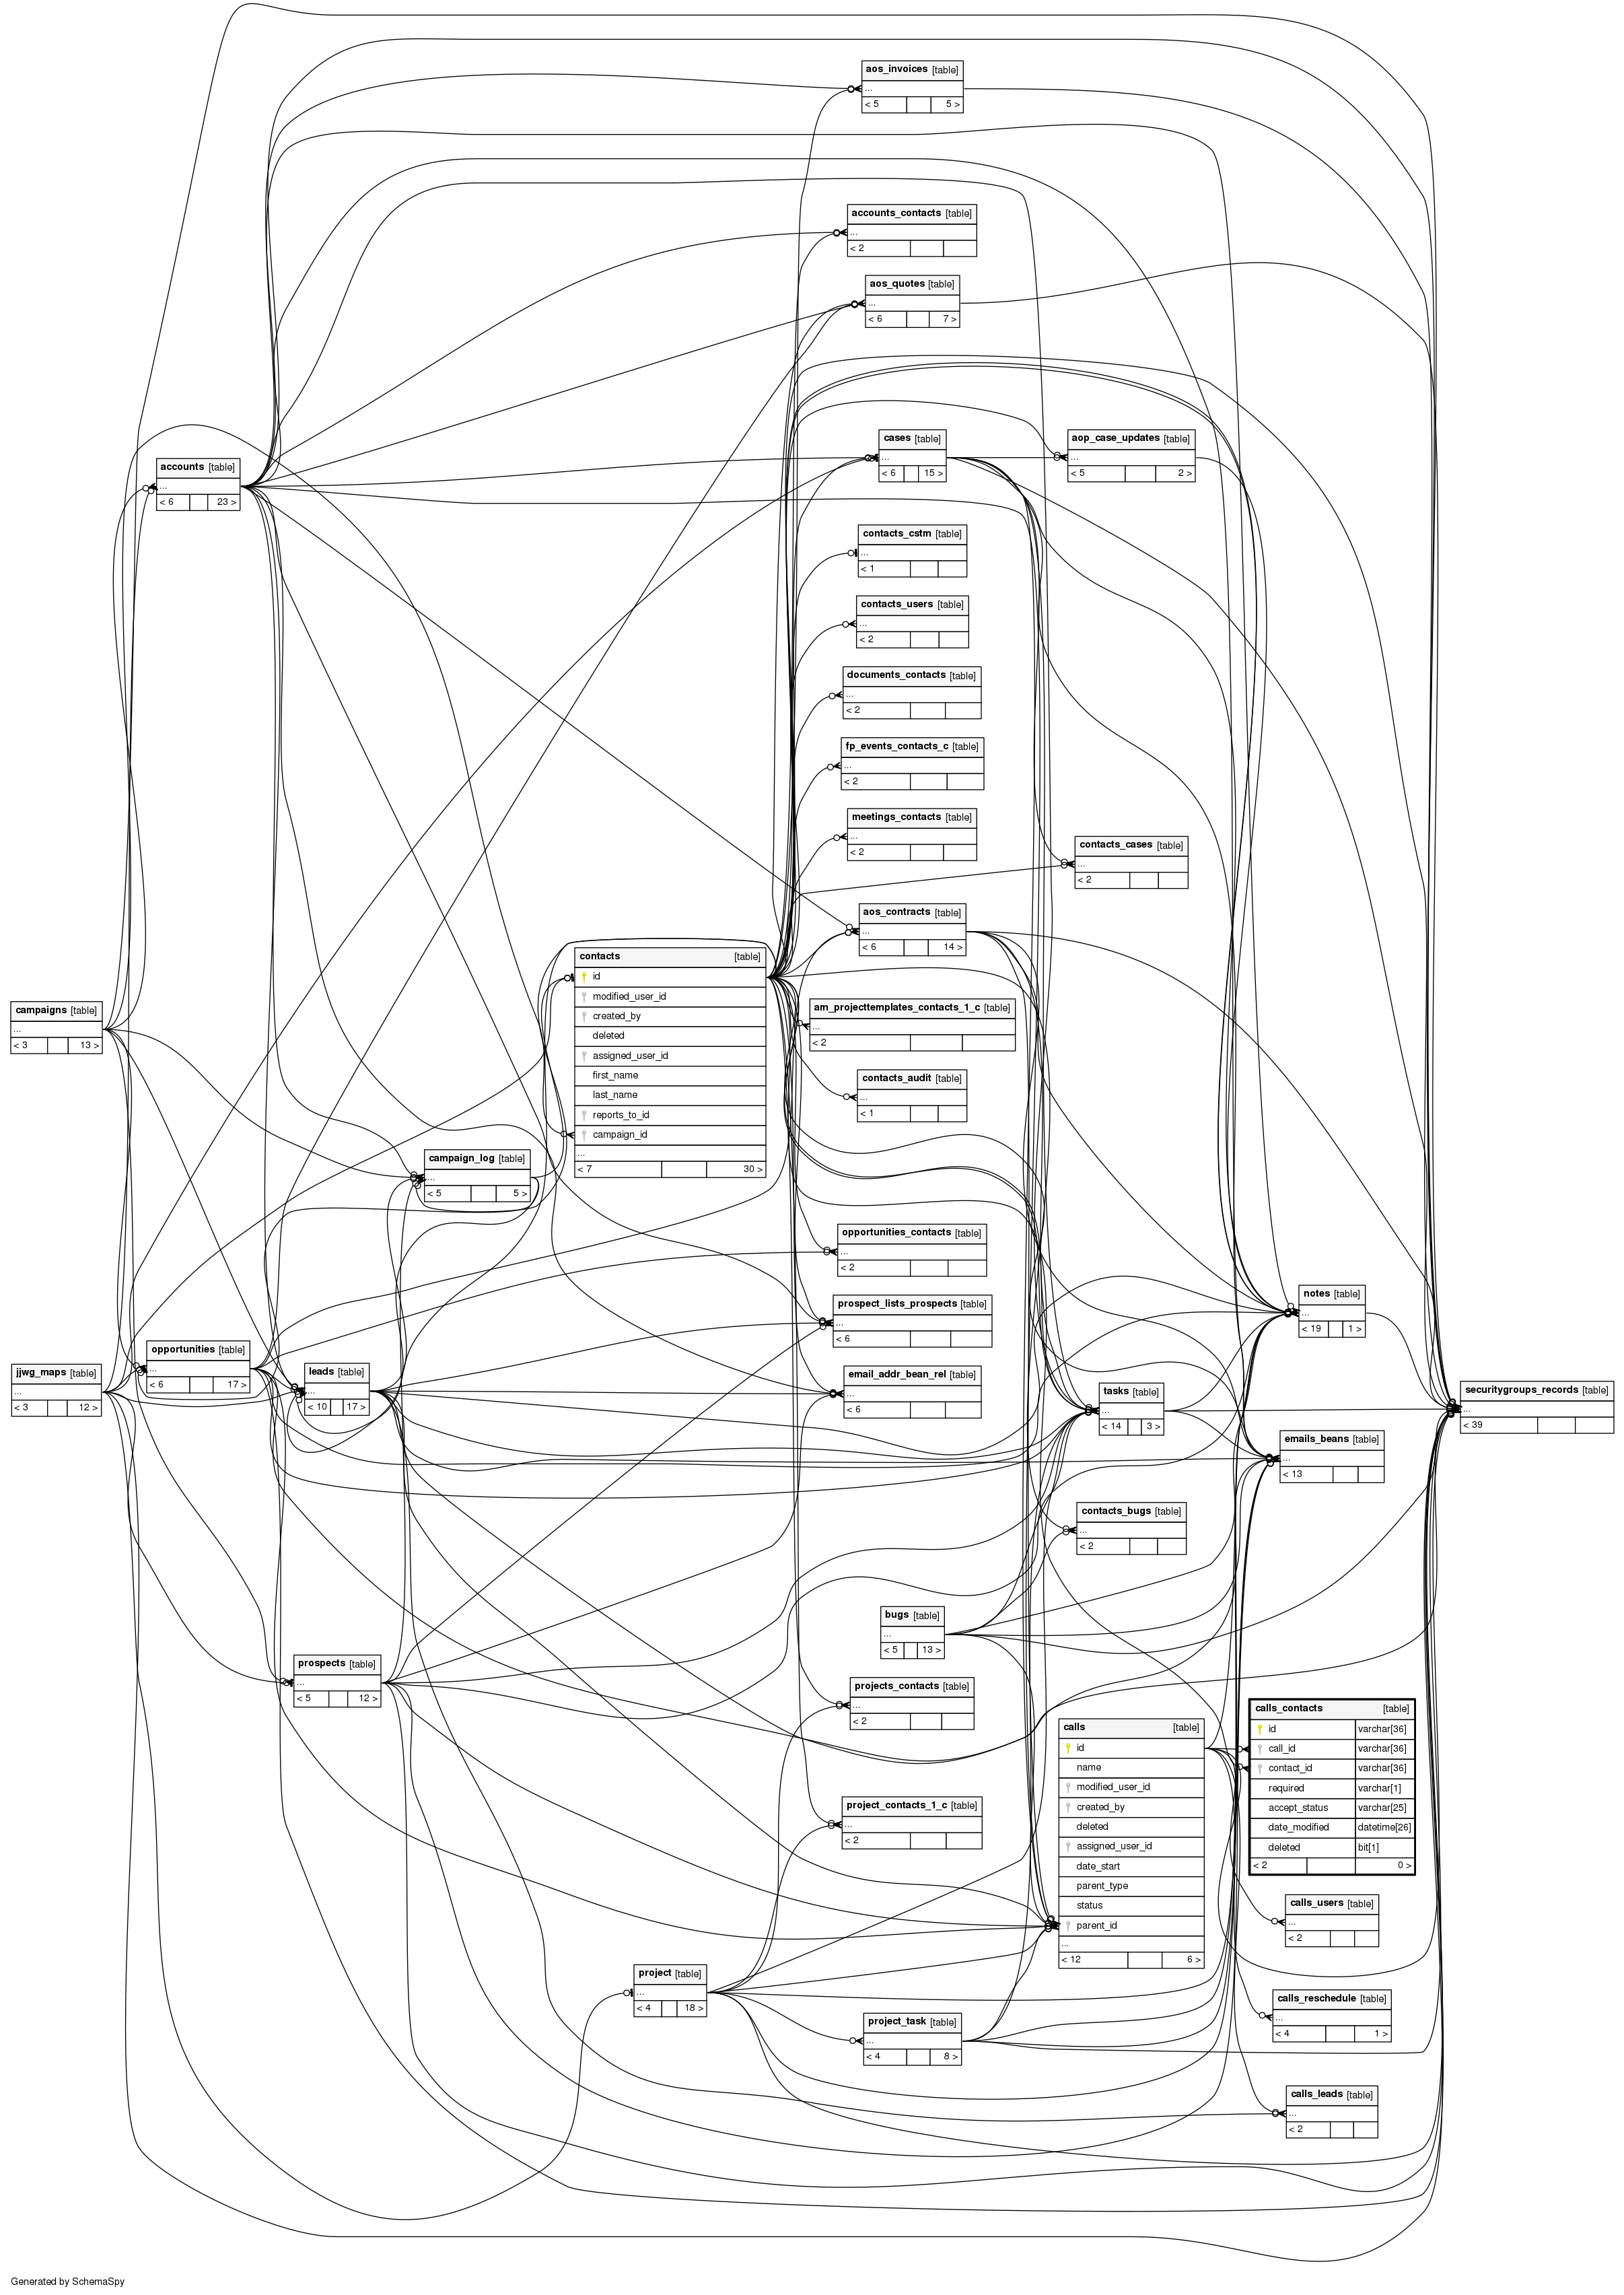 aos_invoices [table]
...
< 5 5 >
accounts_contacts [table]
...
< 2
aos_quotes [table]
...
< 6 7 >
cases [table]
...
< 6 15 >
aop_case_updates [table]
...
< 5 2 >
accounts [table]
...
< 6 23 >
contacts_cstm [table]
...
< 1
contacts_users [table]
...
< 2
documents_contacts [table]
...
< 2
fp_events_contacts_c [table]
...
< 2
meetings_contacts [table]
...
< 2
contacts_cases [table]
...
< 2
aos_contracts [table]
...
< 6 14 >
contacts [table]
id
modified_user_id
created_by
deleted
assigned_user_id
first_name
last_name
reports_to_id
campaign_id
...
< 7 30 >
campaigns [table]
...
< 3 13 >
am_projecttemplates_contacts_1_c [table]
...
< 2
contacts_audit [table]
...
< 1
campaign_log [table]
...
< 5 5 >
opportunities_contacts [table]
...
< 2
prospect_lists_prospects [table]
...
< 6
notes [table]
...
< 19 1 >
opportunities [table]
...
< 6 17 >
jjwg_maps [table]
...
< 3 12 >
leads [table]
...
< 10 17 >
email_addr_bean_rel [table]
...
< 6
tasks [table]
...
< 14 3 >
securitygroups_records [table]
...
< 39
emails_beans [table]
...
< 13
contacts_bugs [table]
...
< 2
bugs [table]
...
< 5 13 >
prospects [table]
...
< 5 12 >
projects_contacts [table]
...
< 2
calls_contacts [table]
id varchar[36]
call_id varchar[36]
contact_id varchar[36]
required varchar[1]
accept_status varchar[25]
date_modified datetime[26]
deleted bit[1]
< 2 0 >
calls [table]
id
name
modified_user_id
created_by
deleted
assigned_user_id
date_start
parent_type
status
parent_id
...
< 12 6 >
project_contacts_1_c [table]
...
< 2
calls_users [table]
...
< 2
project [table]
...
< 4 18 >
calls_reschedule [table]
...
< 4 1 >
project_task [table]
...
< 4 8 >
calls_leads [table]
...
< 2
Generated by SchemaSpy